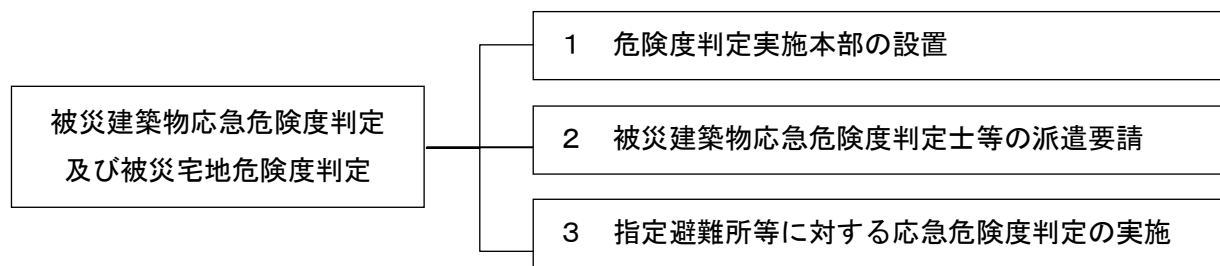 被災建築物応急危険度判定
及び被災宅地危険度判定
１　危険度判定実施本部の設置
２　被災建築物応急危険度判定士等の派遣要請
３　指定避難所等に対する応急危険度判定の実施